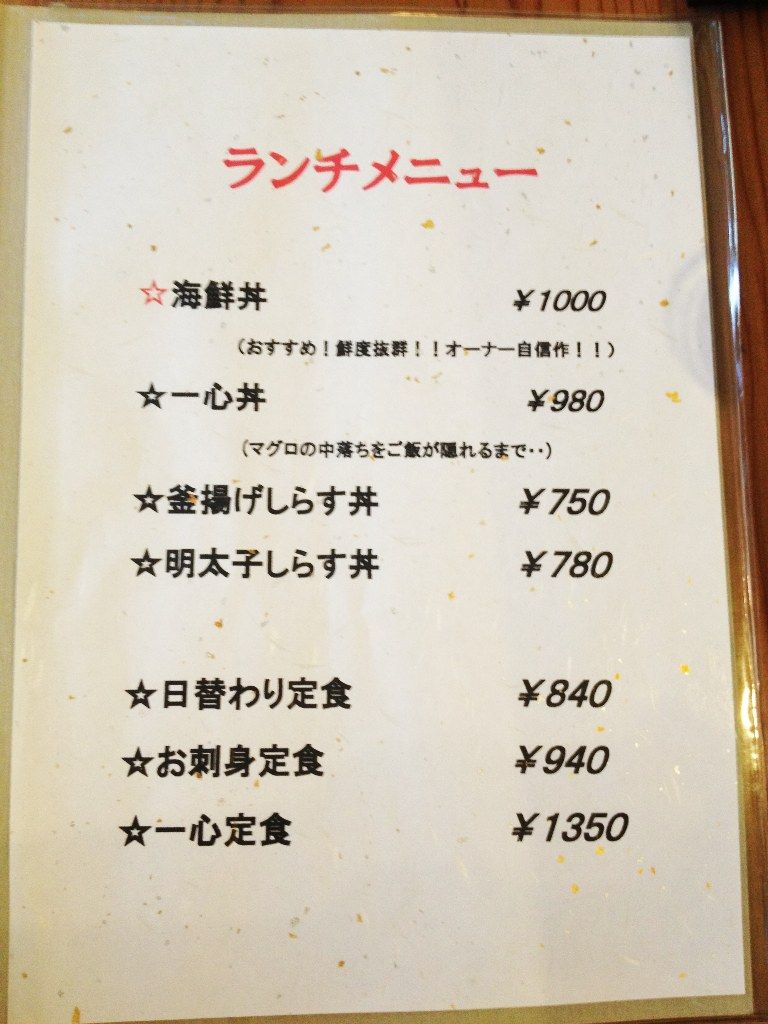 ランチメニュー
☆海鮮丼 ￥1000
(おすすめ！鮮度抜群！！オーナー自信作！！)
☆一心丼 ￥980
(マグロの中落ちをご飯が隠れるまで・・)
☆釜揚げしらす丼 ￥750
☆明太子しらす丼 ￥780
☆日替わり定食 ￥840
☆お刺身定食 ￥940
☆一心定食 ￥1350